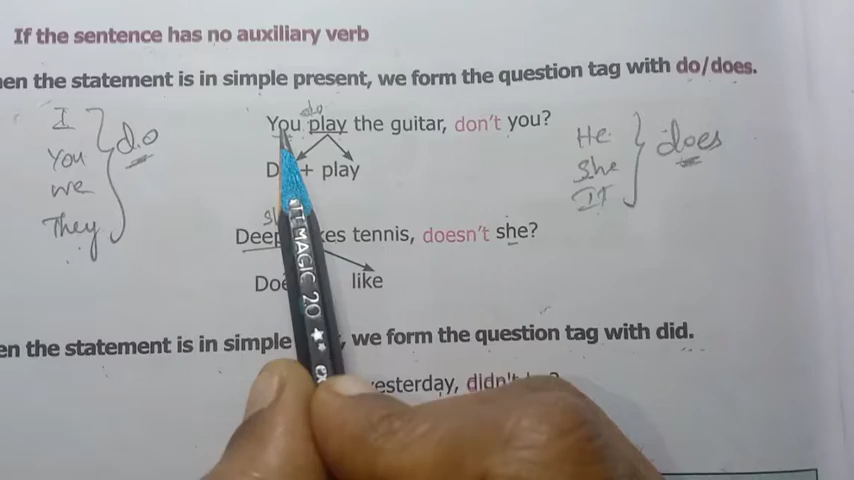 If the sentence has no auxiliary verb
en the statement is in simple present, we form the question tag with do/does.
I
You
we
They
do
do
You play the guitar, don't you?
D + play
He
She
IT
does
Deep kes tennis, doesn't she?
Doe like
en the statement is in simple , we form the question tag with did.
yesterday, didn't
MAGIC 20